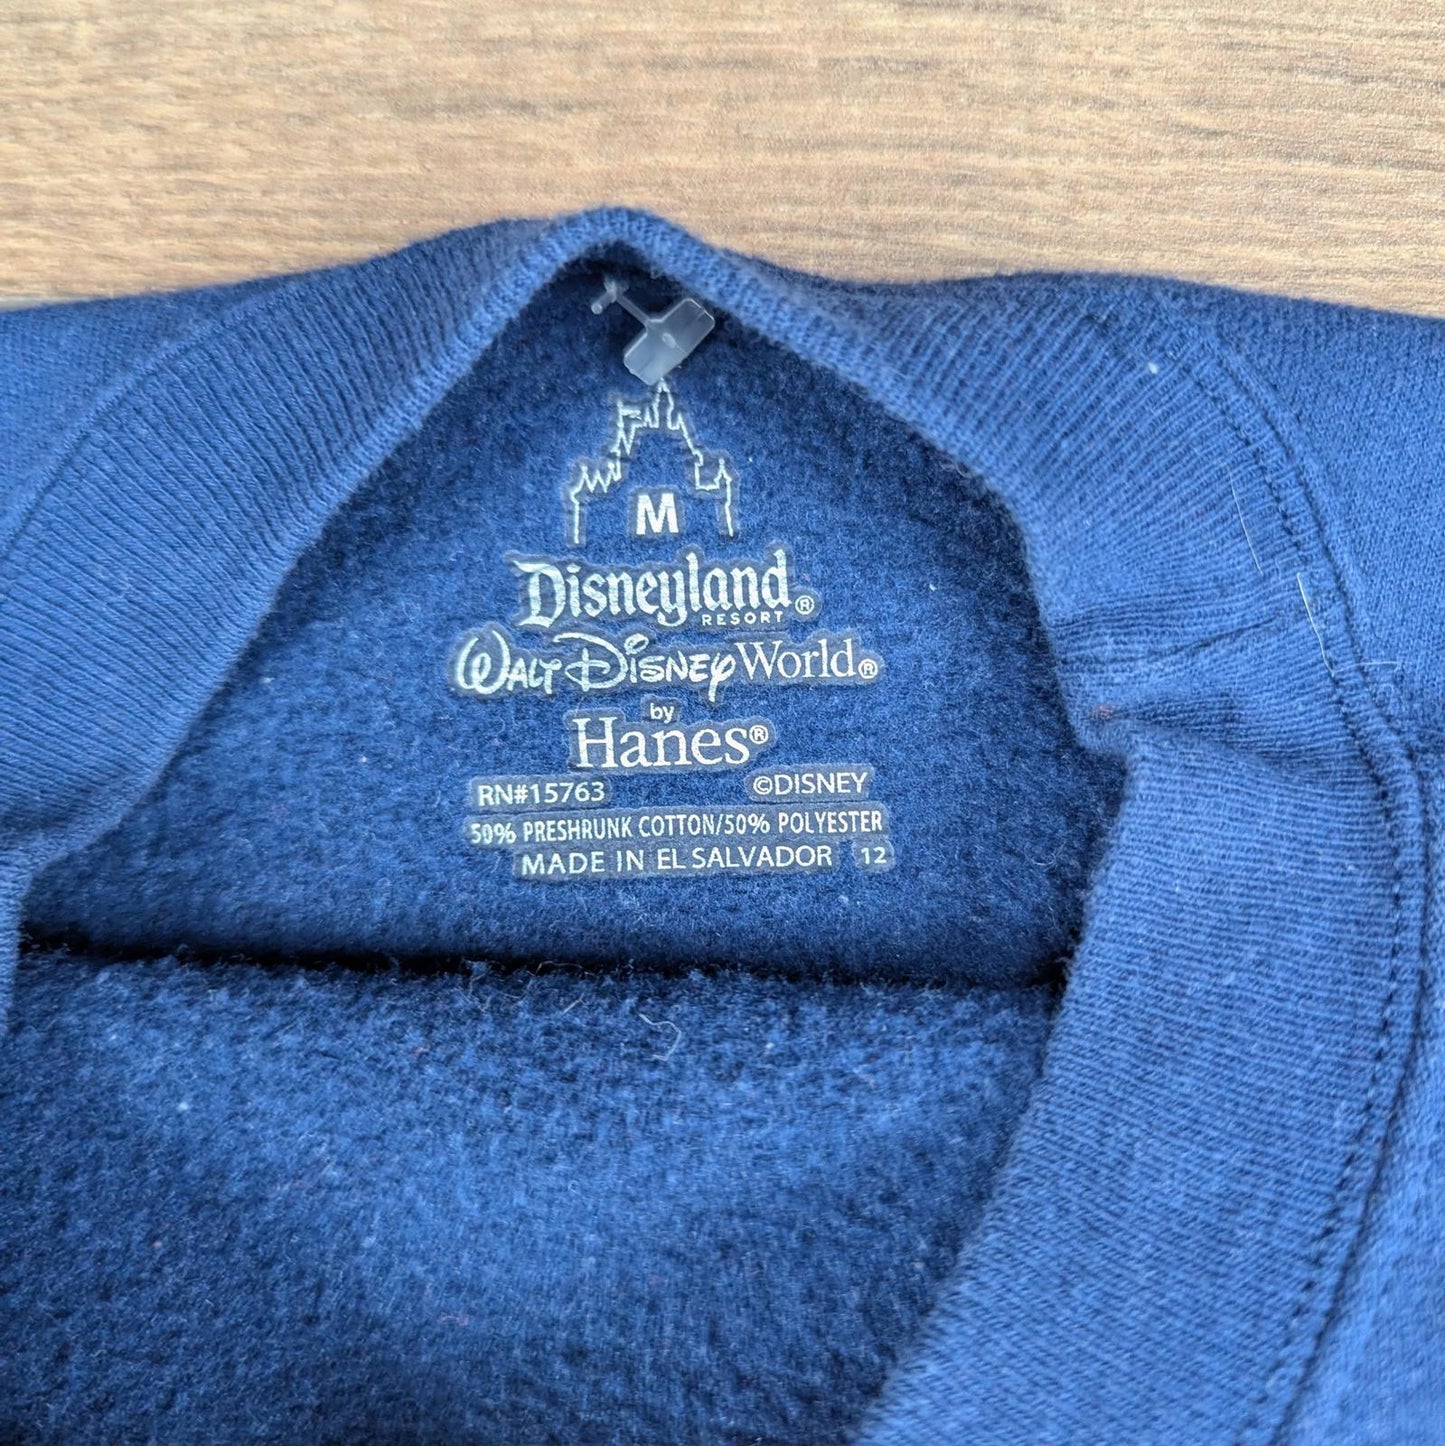 M
Disneyland®
RESORT
WALT DISNEY World®
by
Hanes®
RN#15763 ©DISNEY
50% PRESHRUNK COTTON/50% POLYESTER
MADE IN EL SALVADOR 12